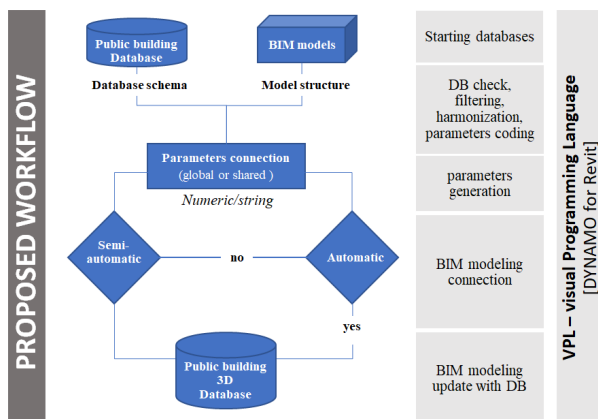 PROPOSED WORKFLOW
Public building
Database
BIM models
Database schema
Model structure
Parameters connection
(global or shared )
Numeric/string
Semi-
automatic
no
Automatic
yes
Public building
3D
Database
Starting databases
DB check,
filtering,
harmonization,
parameters coding
parameters
generation
BIM modeling
connection
BIM modeling
update with DB
VPL – visual Programming Language
[DYNAMO for Revit]